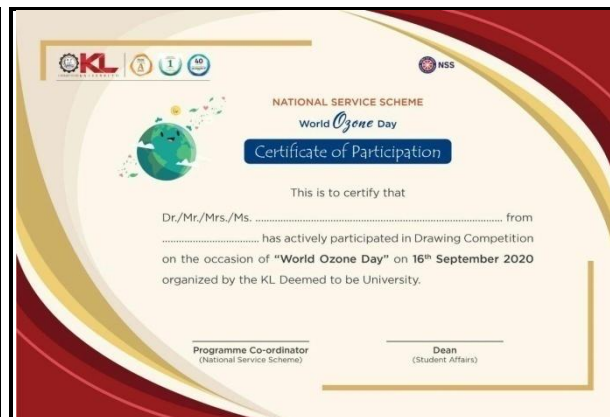 KL
NSS
NATIONAL SERVICE SCHEME
World Ozone Day
Certificate of Participation
This is to certify that
Dr./Mr./Mrs./Ms. .................................................................................... from
................................. has actively participated in Drawing Competition
on the occasion of “World Ozone Day” on 16th September 2020
organized by the KL Deemed to be University.
Programme Co-ordinator
(National Service Scheme)
Dean
(Student Affairs)